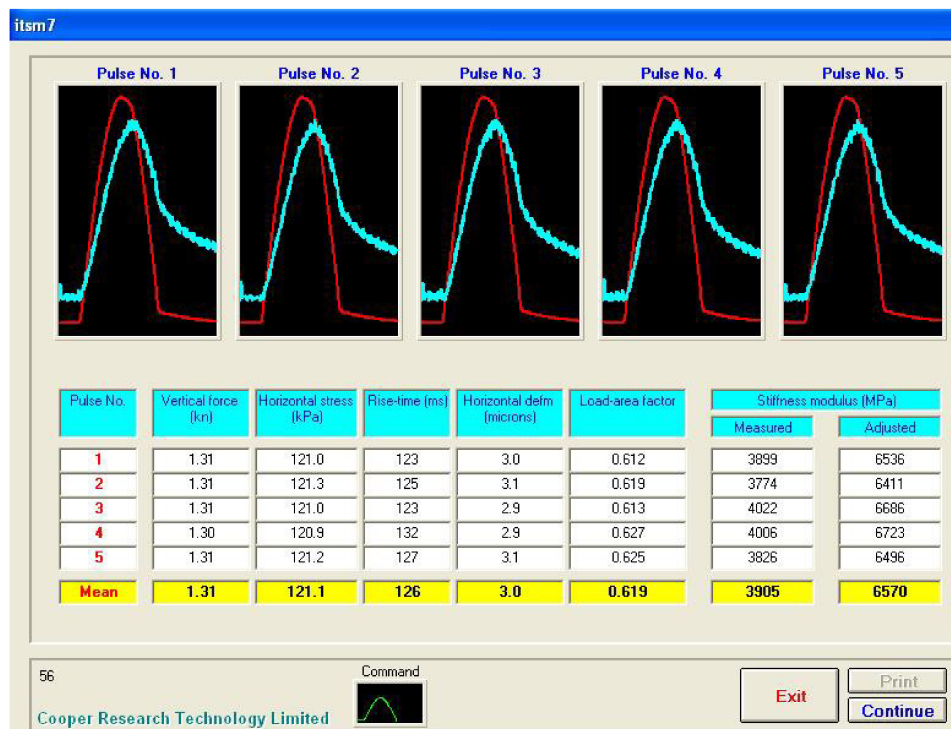 itsm7
Pulse No. 1 Pulse No. 2 Pulse No. 3 Pulse No. 4 Pulse No. 5
Pulse No. Vertical force (kn) Horizontal stress (kPa) Rise-time (ms) Horizontal defm (microns) Load-area factor Stiffness modulus (MPa)
Measured Adjusted
1 1.31 121.0 123 3.0 0.612 3899 6536
2 1.31 121.3 125 3.1 0.619 3774 6411
3 1.31 121.0 123 2.9 0.613 4022 6686
4 1.30 120.9 132 2.9 0.627 4006 6723
5 1.31 121.2 127 3.1 0.625 3826 6496
Mean 1.31 121.1 126 3.0 0.619 3905 6570
56 Command
Exit Print
Cooper Research Technology Limited Continue